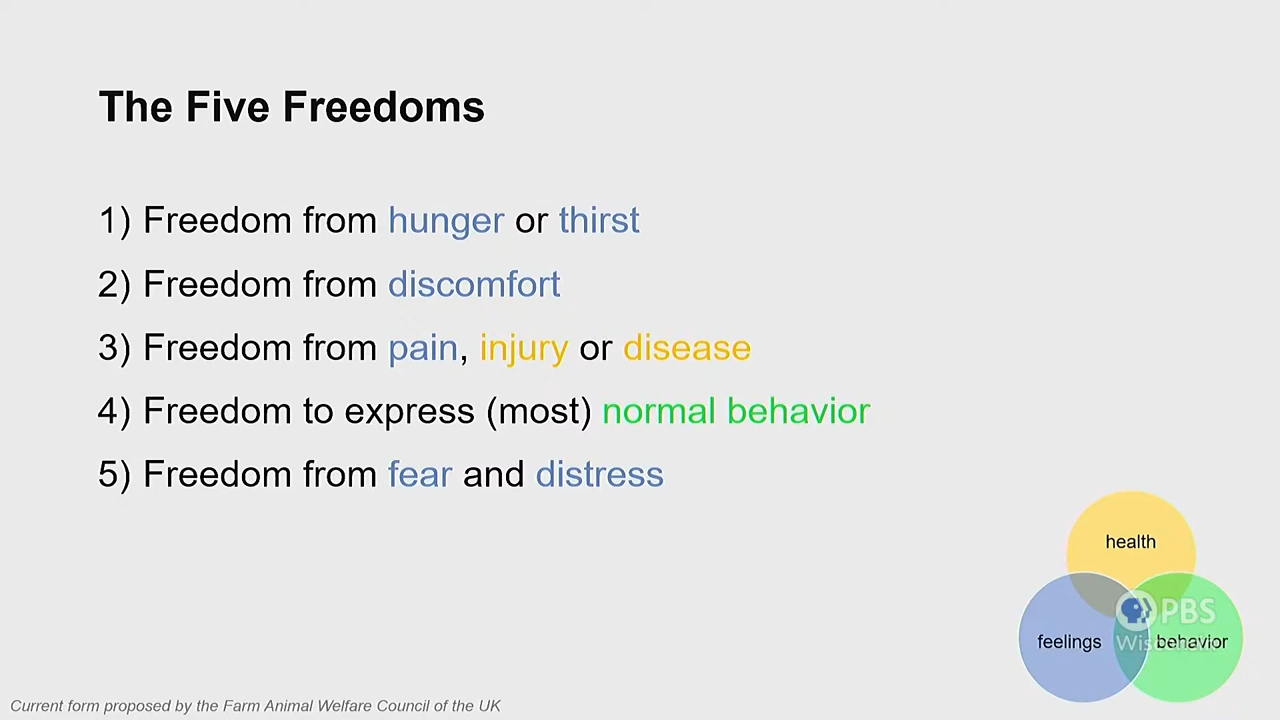 The Five Freedoms
1) Freedom from hunger or thirst
2) Freedom from discomfort
3) Freedom from pain, injury or disease
4) Freedom to express (most) normal behavior
5) Freedom from fear and distress
health
feelings
behavior
PBS
Wisconsin
Current form proposed by the Farm Animal Welfare Council of the UK